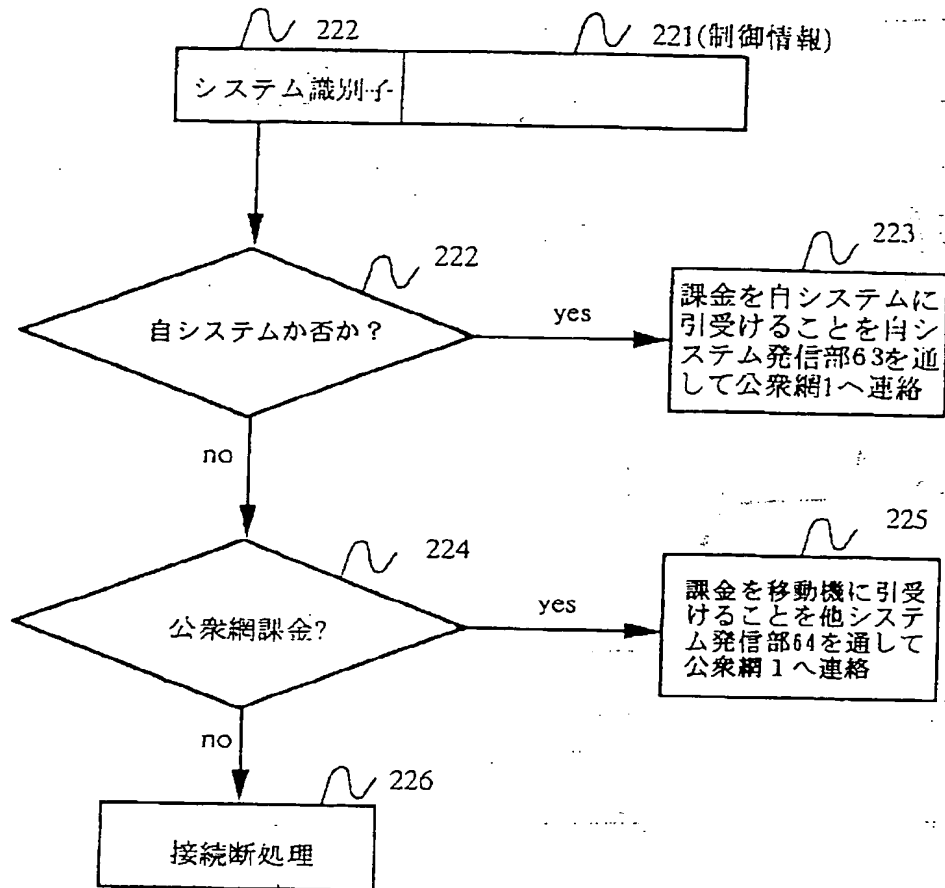 222
221(制御情報)
システム識別子
222
自システムか否か？
yes
223
課金を自システムに
引受けることを自シ
ステム発信部63を通
して公衆網1へ連絡
no
224
公衆網課金?
yes
225
課金を移動機に引受
けることを他システ
ム発信部64を通して
公衆網１へ連絡
no
226
接続断処理